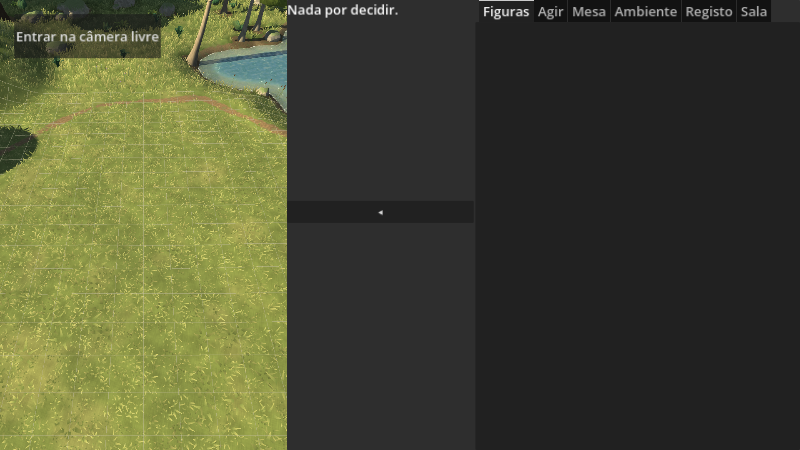 Entrar na câmera livre
Nada por decidir.
Figuras Agir Mesa Ambiente Registo Sala